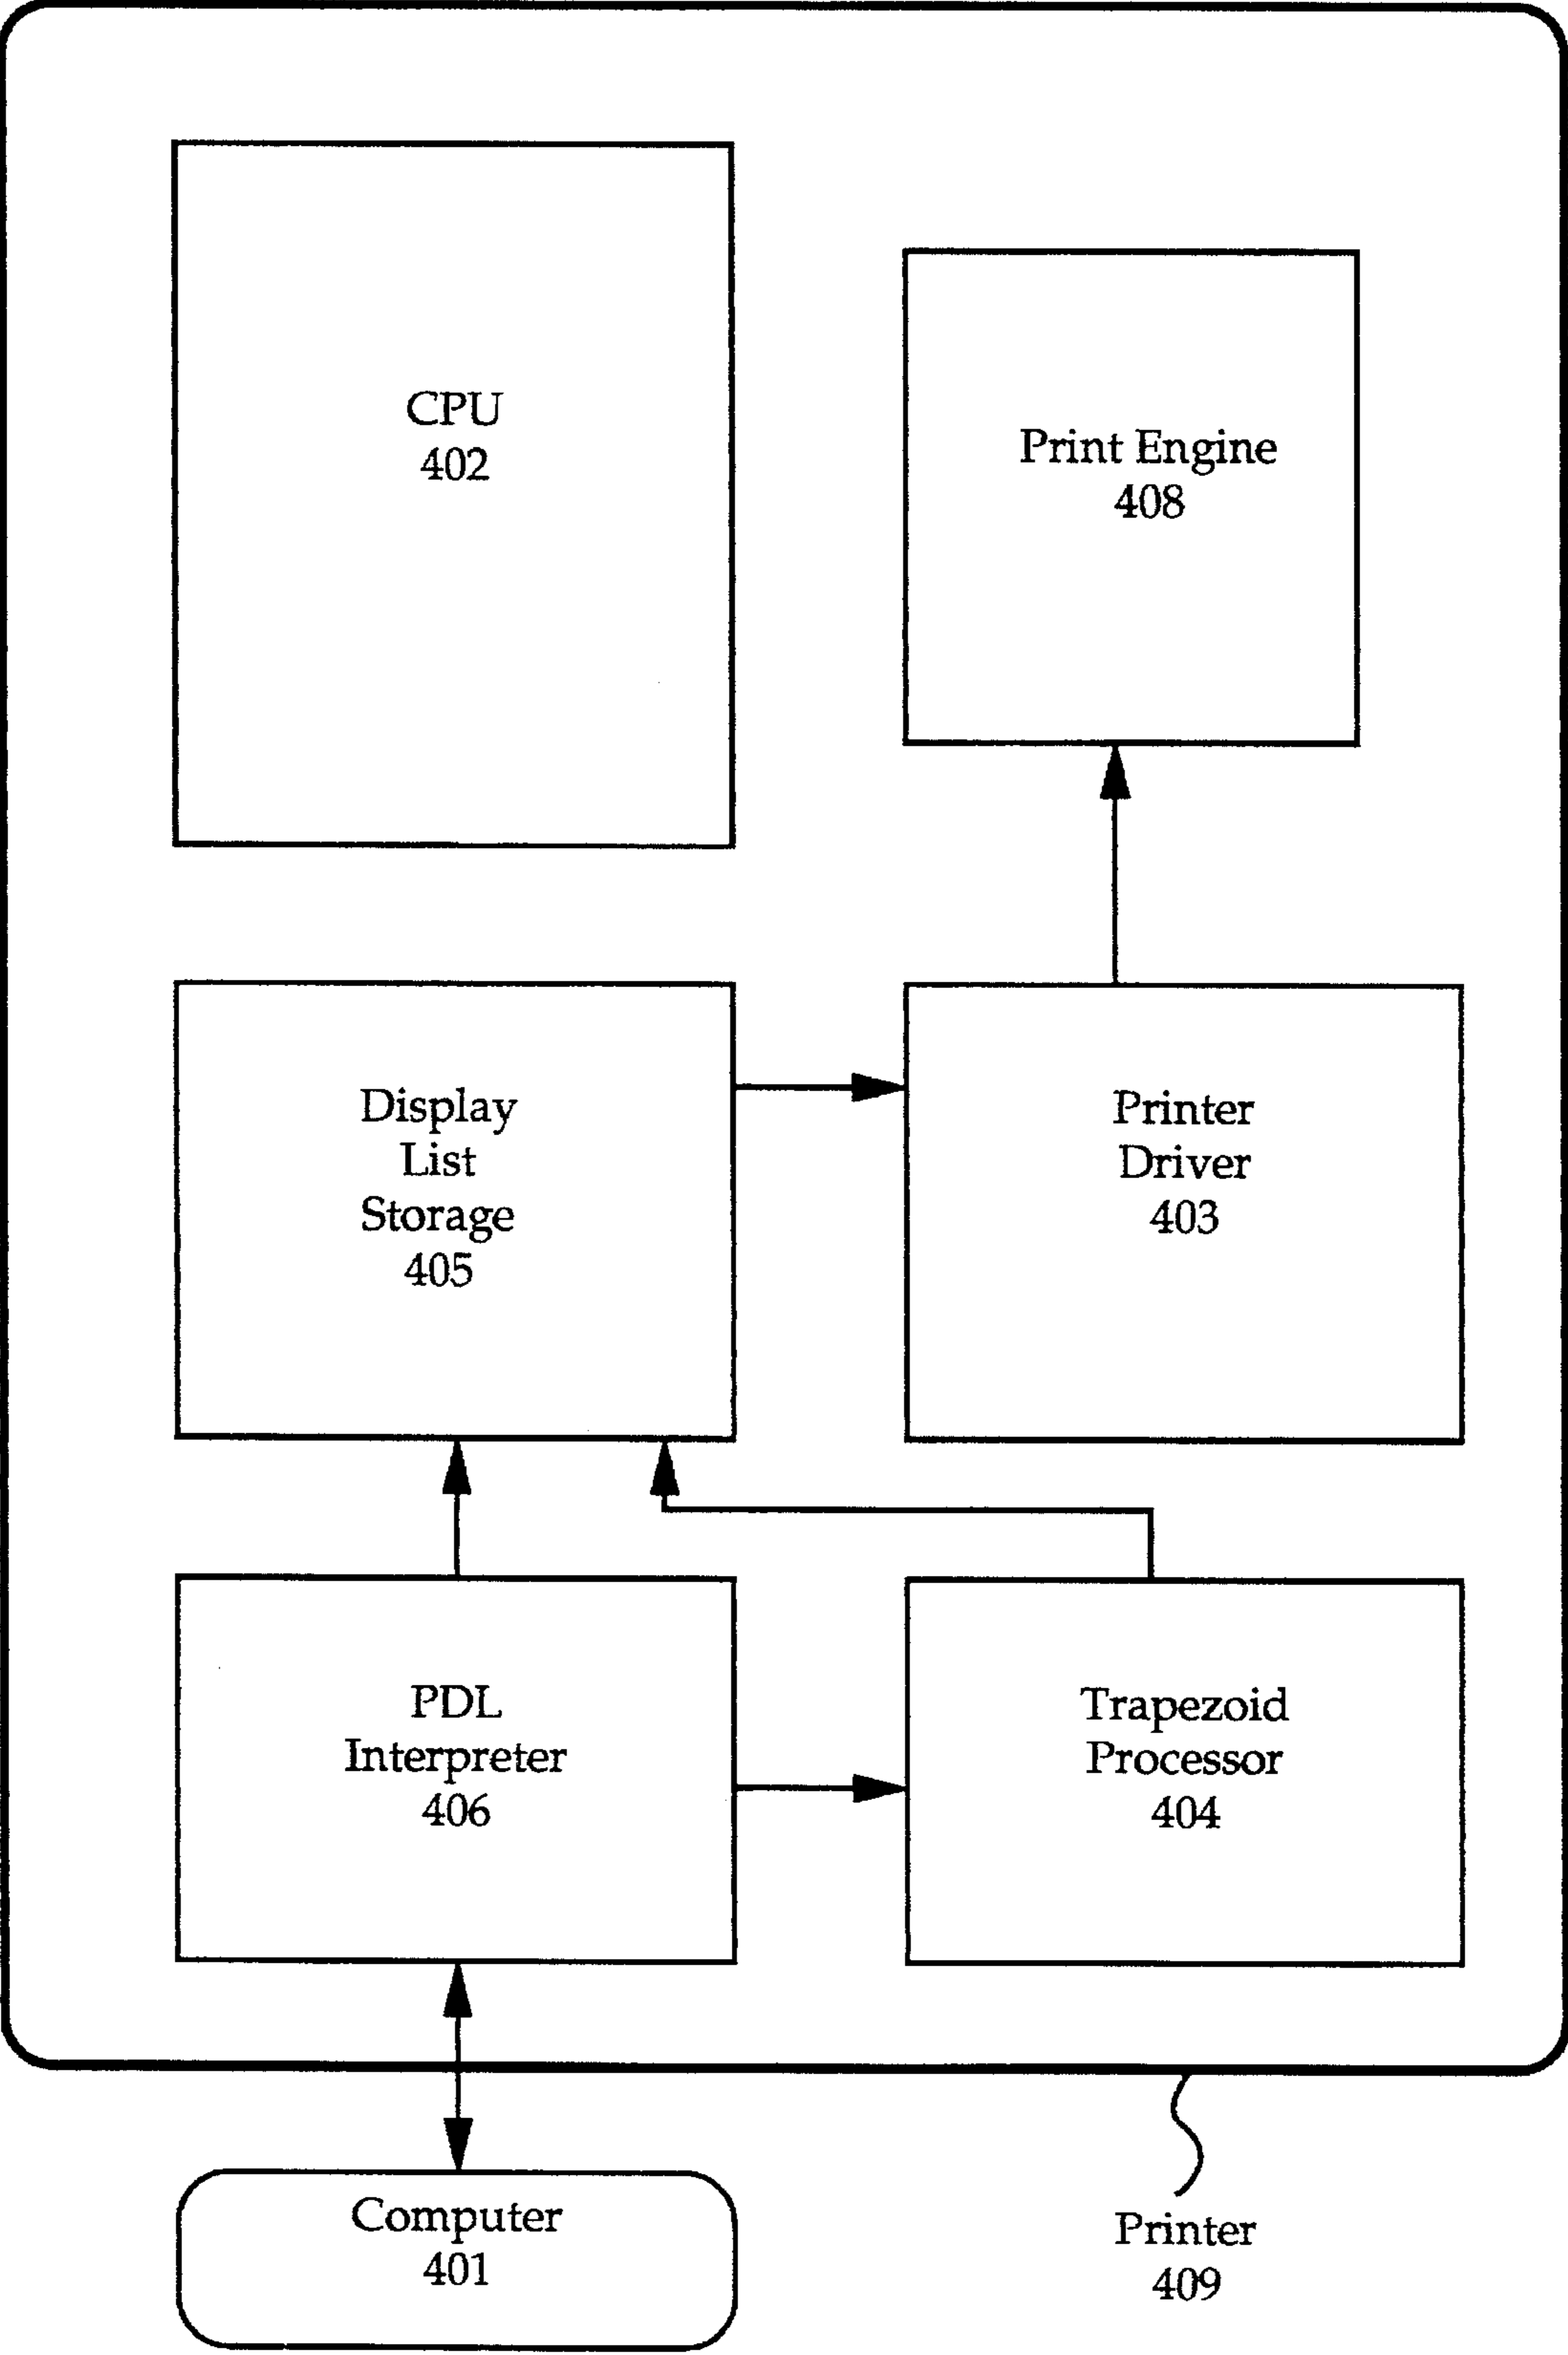 CPU
402
Print Engine
408
Display
List
Storage
405
Printer
Driver
403
PDL
Interpreter
406
Trapezoid
Processor
404
Computer
401
Printer
409